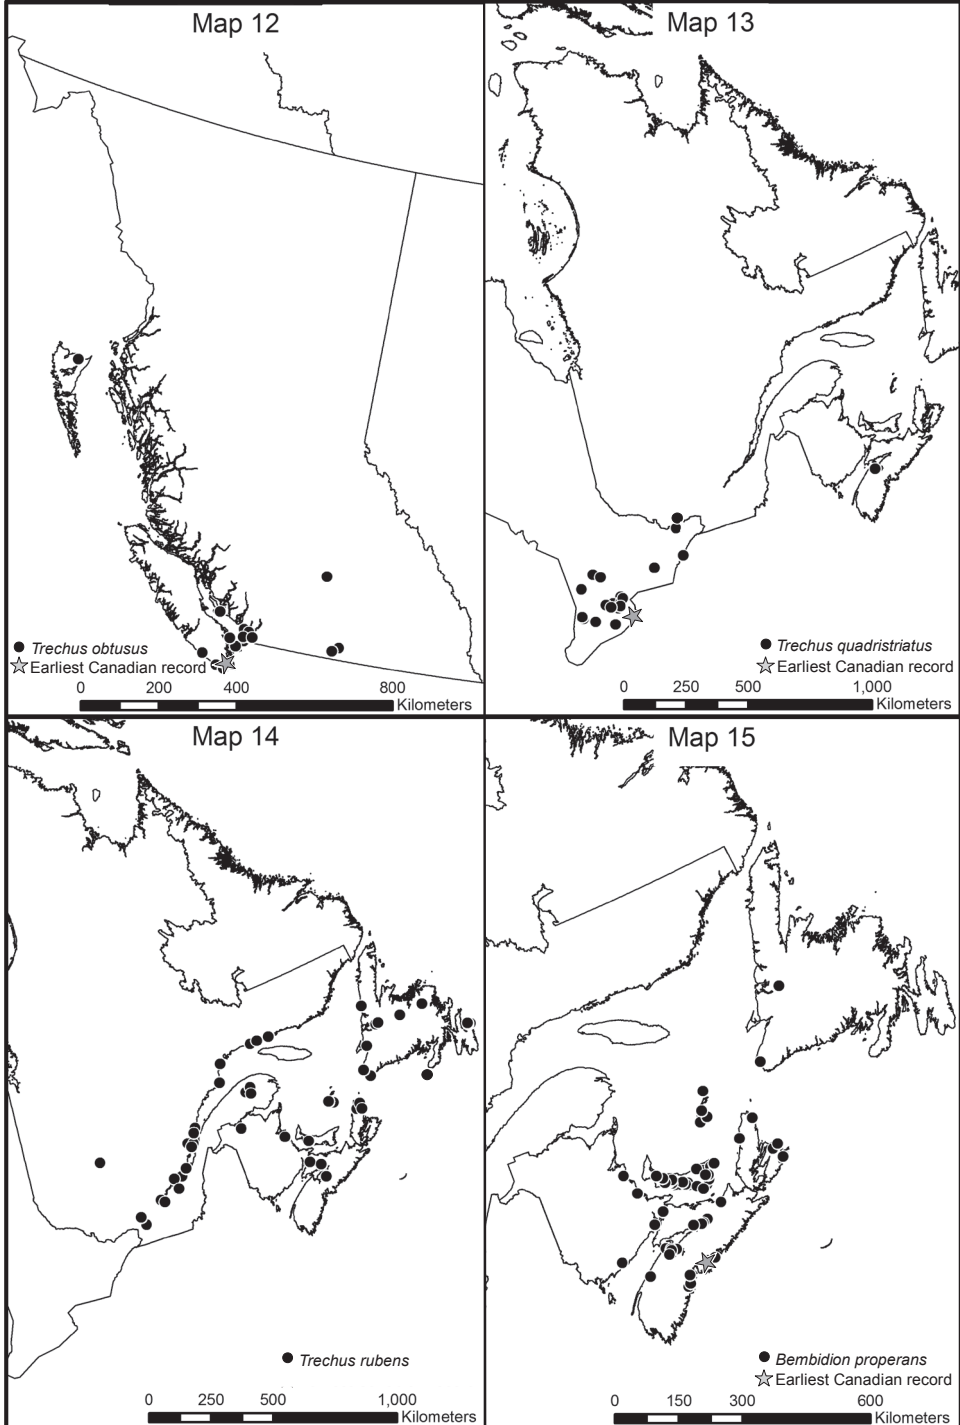 Map 12
Trechus obtusus
Earliest Canadian record
0 200 400 800
Kilometers
Map 13
Trechus quadristriatus
Earliest Canadian record
0 250 500 1,000
Kilometers
Map 14
Trechus rubens
0 250 500 1,000
Kilometers
Map 15
Bembidion properans
Earliest Canadian record
0 150 300 600
Kilometers